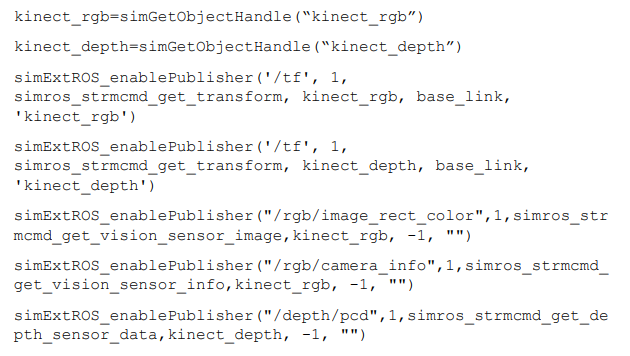 kinect_rgb=simGetObjectHandle(“kinect_rgb”)
kinect_depth=simGetObjectHandle(“kinect_depth”)
simExtROS_enablePublisher('/tf', 1,
simros_strmcmd_get_transform, kinect_rgb, base_link,
'kinect_rgb')
simExtROS_enablePublisher('/tf', 1,
simros_strmcmd_get_transform, kinect_depth, base_link,
'kinect_depth')
simExtROS_enablePublisher("/rgb/image_rect_color",1,simros_str
mcmd_get_vision_sensor_image,kinect_rgb, -1, "")
simExtROS_enablePublisher("/rgb/camera_info",1,simros_strmcmd_
get_vision_sensor_info,kinect_rgb, -1, "")
simExtROS_enablePublisher("/depth/pcd",1,simros_strmcmd_get_de
pth_sensor_data,kinect_depth, -1, "")